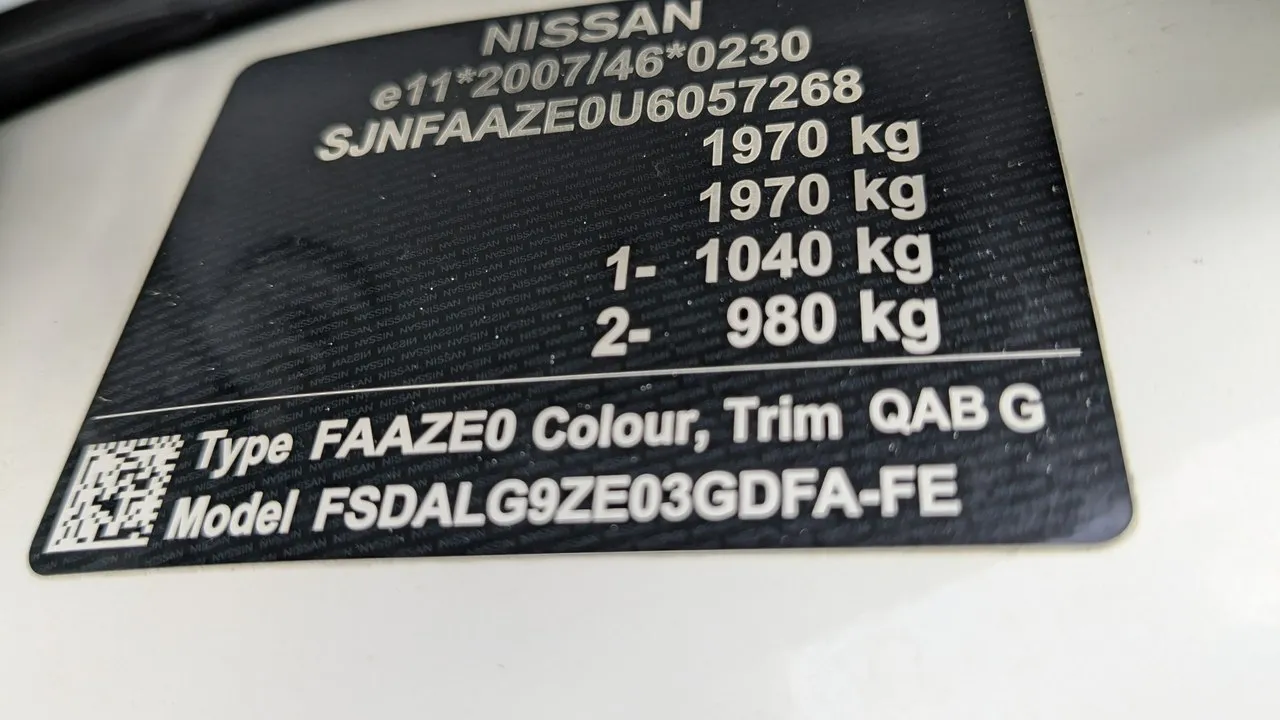 NISSAN
e11*2007/46*0230
SJNFAAZE0U6057268
1970 kg
1970 kg
1- 1040 kg
2- 980 kg
Type FAAZE0 Colour, Trim QAB G
Model FSDALG9ZE03GDFA-FE